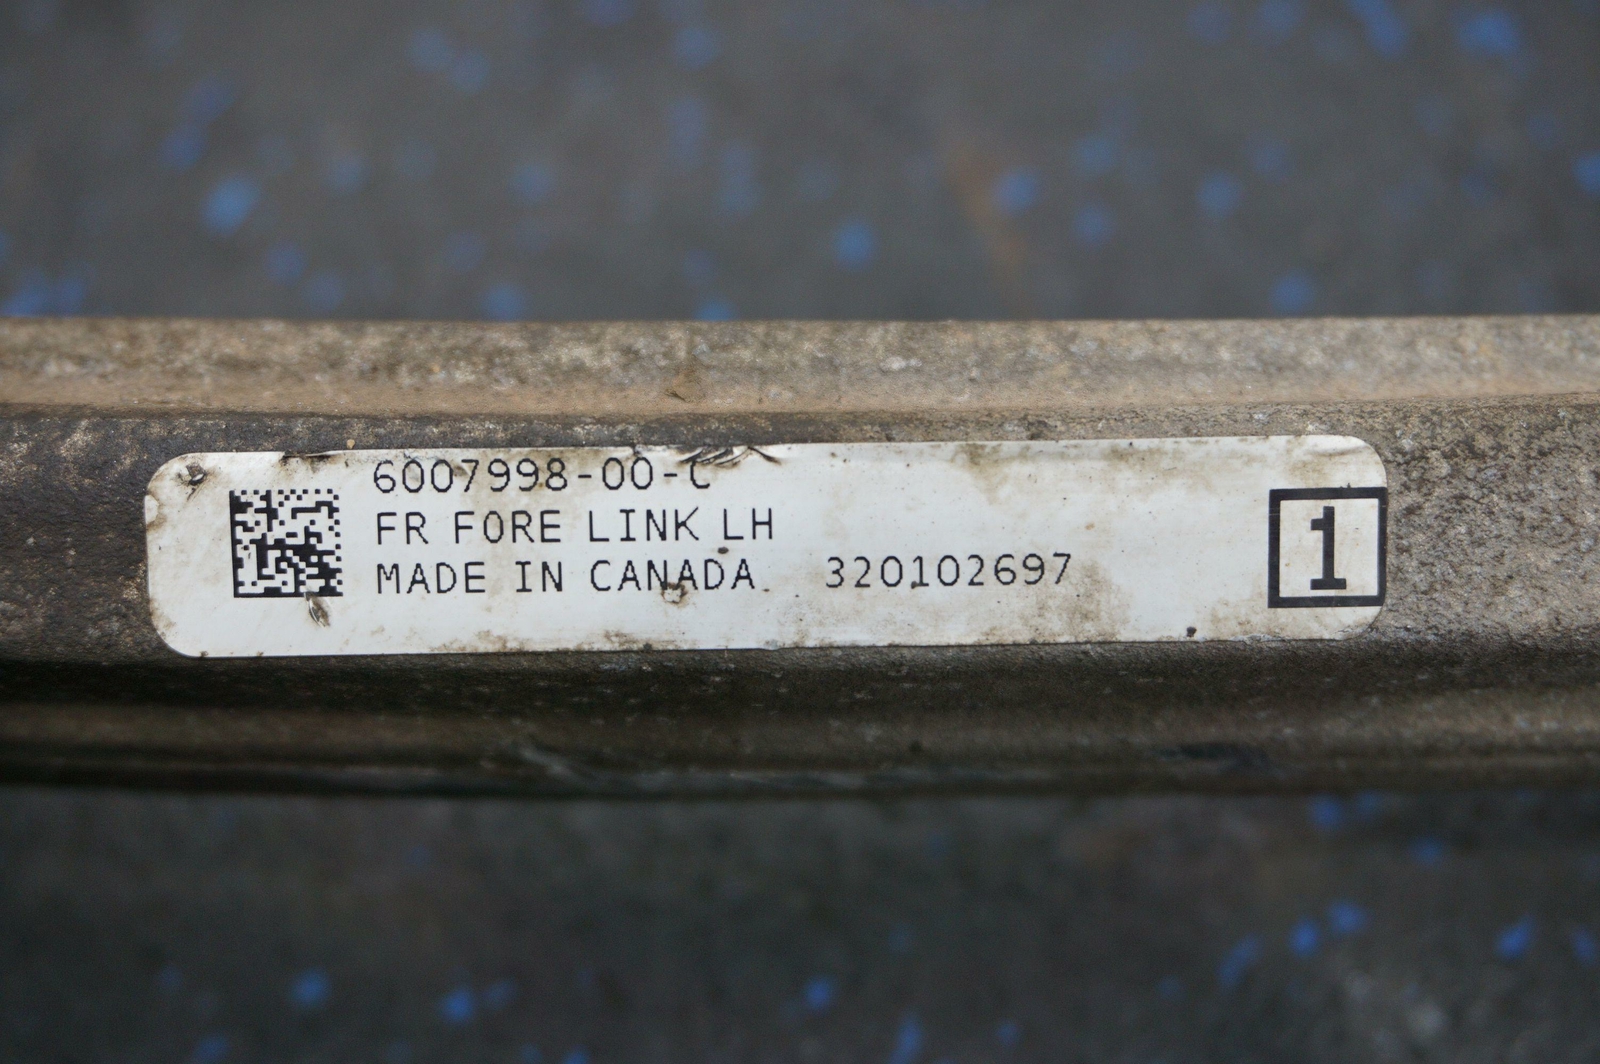 6007998-00-C
FR FORE LINK LH
MADE IN CANADA 320102697
1